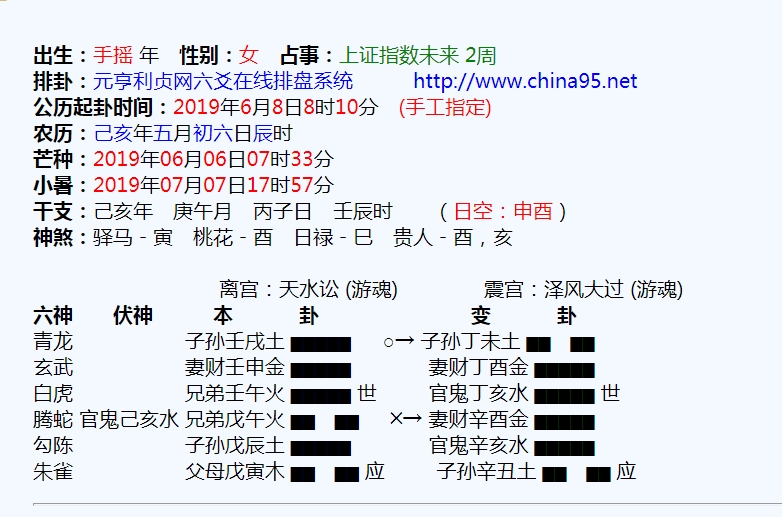 出生：手摇 年 性别：女 占事：上证指数未来 2周
排卦：元亨利贞网六爻在线排盘系统 http://www.china95.net
公历起卦时间：2019年6月8日8时10分 (手工指定)
农历：己亥年五月初六日辰时
芒种：2019年06月06日07时33分
小暑：2019年07月07日17时57分
干支：己亥年 庚午月 丙子日 壬辰时 （ 日空：申酉 ）
神煞：驿马－寅 桃花－酉 日禄－巳 贵人－酉，亥
离宫：天水讼 (游魂) 震宫：泽风大过 (游魂)
六神 伏神 本 卦 变 卦
青龙 子孙壬戌土 ○→ 子孙丁未土
玄武 妻财壬申金 妻财丁酉金
白虎 兄弟壬午火 世 官鬼丁亥水 世
腾蛇 官鬼己亥水 兄弟戊午火 ×→ 妻财辛酉金
勾陈 子孙戊辰土 官鬼辛亥水
朱雀 父母戊寅木 应 子孙辛丑土 应